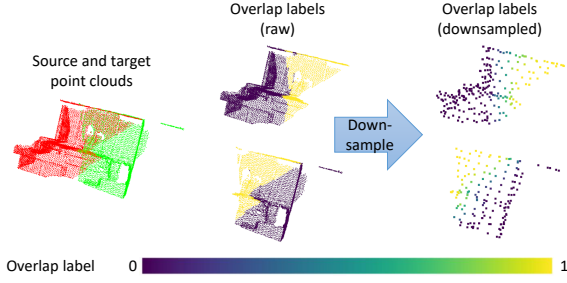 Source and target
point clouds
Overlap labels
(raw)
Down-
sample
Overlap labels
(downsampled)
Overlap label 0 1